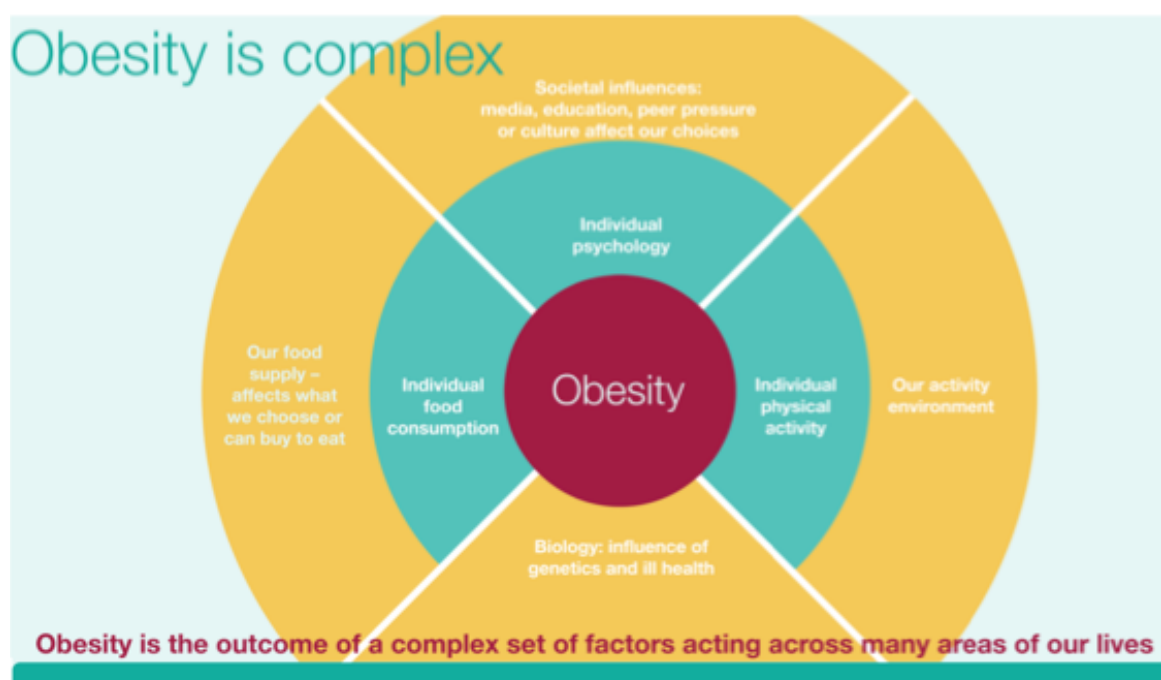 Obesity is complex
Societal influences:
media, education, peer pressure
or culture affect our choices
Individual
psychology
Our food
supply –
affects what
we choose or
can buy to eat
Individual
food
consumption
Obesity
Individual
physical
activity
Our activity
environment
Biology: influence of
genetics and ill health
Obesity is the outcome of a complex set of factors acting across many areas of our lives